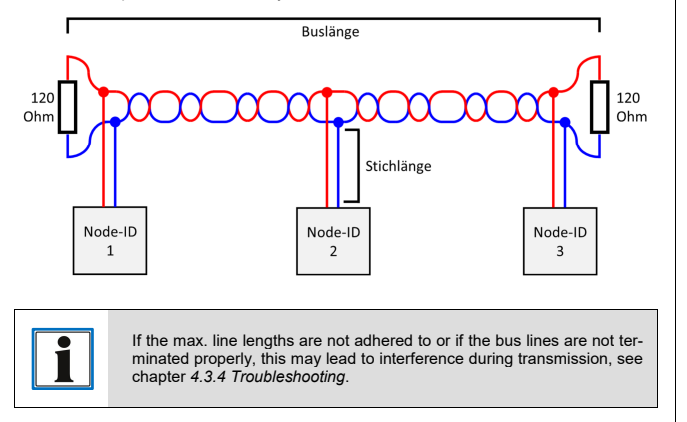 Buslänge
120
Ohm
120
Ohm
Stichlänge
Node-ID
1
Node-ID
2
Node-ID
3
If the max. line lengths are not adhered to or if the bus lines are not ter-
minated properly, this may lead to interference during transmission, see
chapter 4.3.4 Troubleshooting.